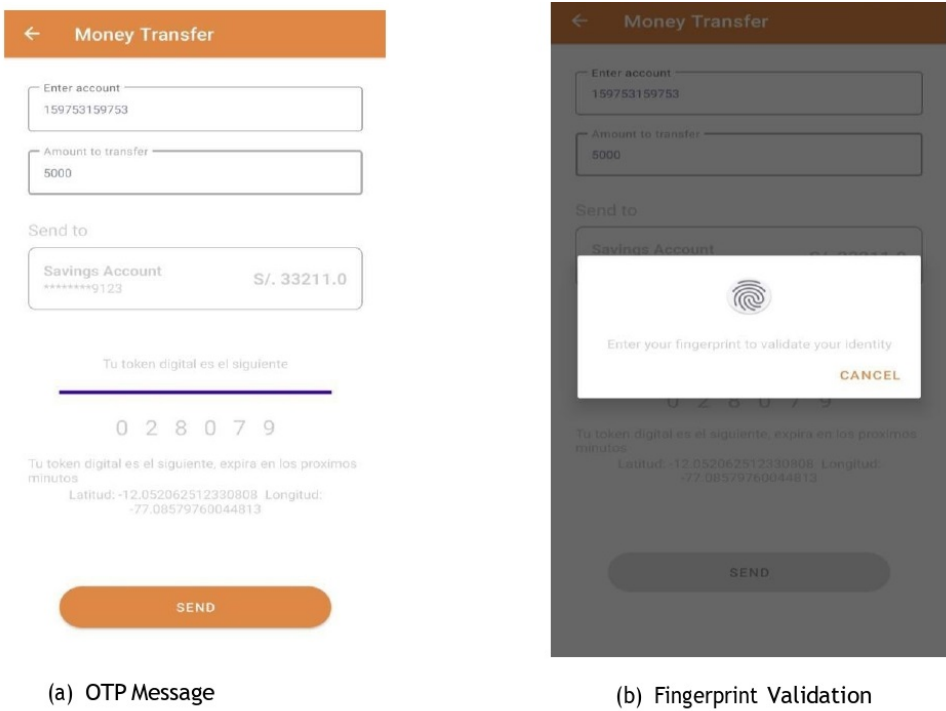 ← Money Transfer
Enter account
159753159753
Amount to transfer
5000
Send to
Savings Account
********9123
S/. 33211.0
Tu token digital es el siguiente
0 2 8 0 7 9
Tu token digital es el siguiente, expira en los proximos
minutos
Latitud: -12.052062512330808 Longitud:
-77.08579760044813
SEND
(a) OTP Message
← Money Transfer
Enter account
159753159753
Amount to transfer
5000
Send to
Savings Account
S/. 33211.0
Enter your fingerprint to validate your identity
CANCEL
0 2 8 0 7 9
Tu token digital es el siguiente, expira en los proximos
minutos
Latitud: -12.052062512330808 Longitud:
-77.08579760044813
SEND
(b) Fingerprint Validation